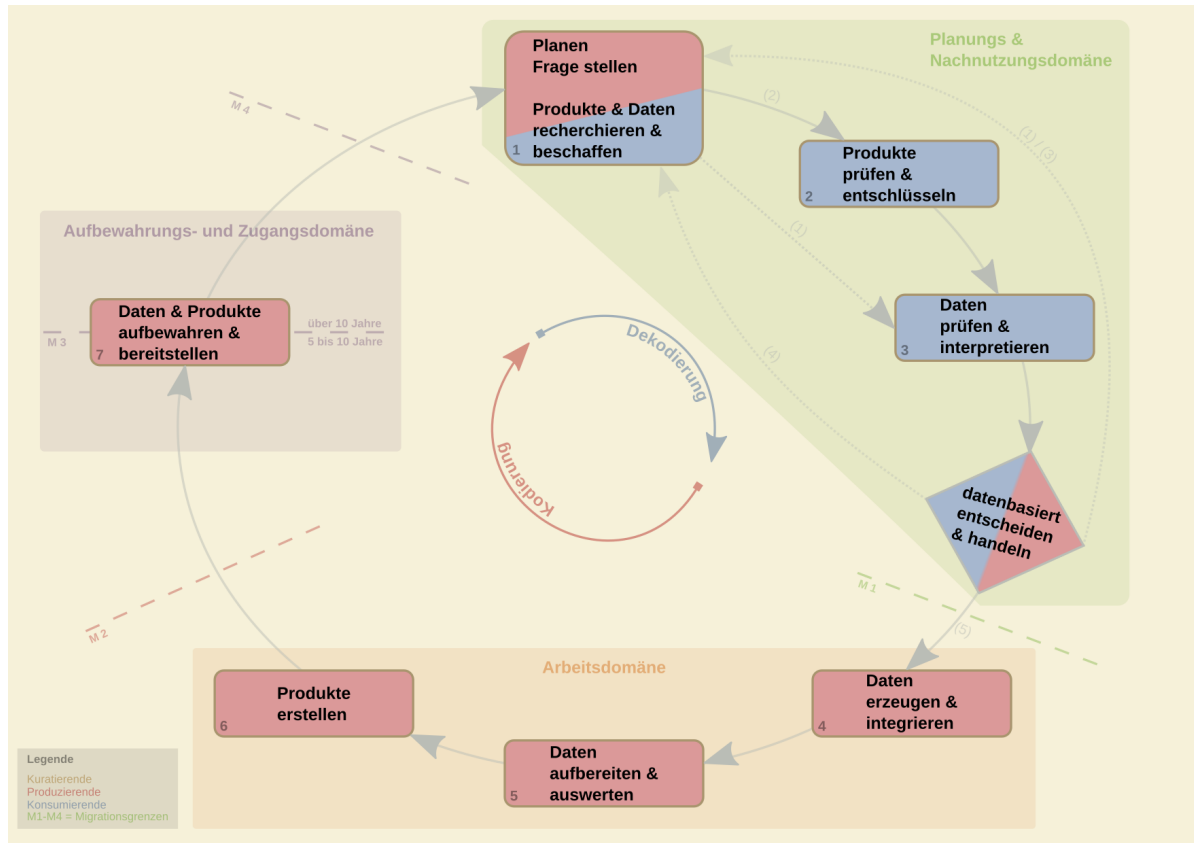 Planungs &
Nachnutzungsdomäne
Planen
Frage stellen
Produkte & Daten
recherchieren &
beschaffen
1
(2)
(1) / (3)
M 4
Produkte
prüfen &
entschlüsseln
2
(1)
Aufbewahrungs- und Zugangsdomäne
Daten & Produkte
aufbewahren &
bereitstellen
7
M 3
über 10 Jahre
5 bis 10 Jahre
Daten
prüfen &
interpretieren
3
(4)
Dekodierung
Kodierung
datenbasiert
entscheiden
& handeln
M 1
(5)
M 2
Arbeitsdomäne
Produkte
erstellen
6
Daten
erzeugen &
integrieren
4
Daten
aufbereiten &
auswerten
5
Legende
Kuratierende
Produzierende
Konsumierende
M1-M4 = Migrationsgrenzen